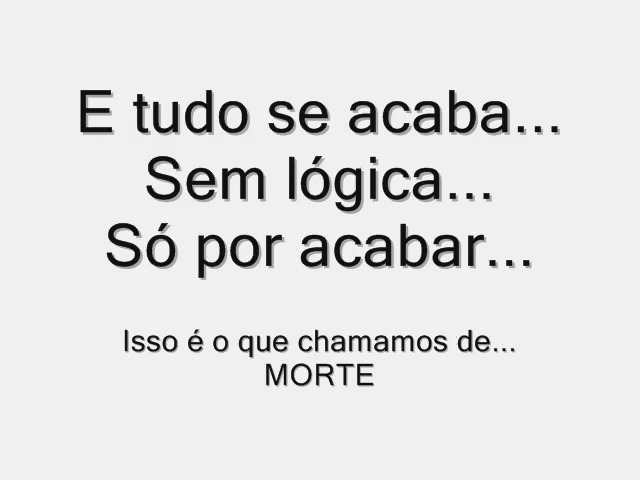 E tudo se acaba...
Sem lógica...
Só por acabar...
Isso é o que chamamos de...
MORTE